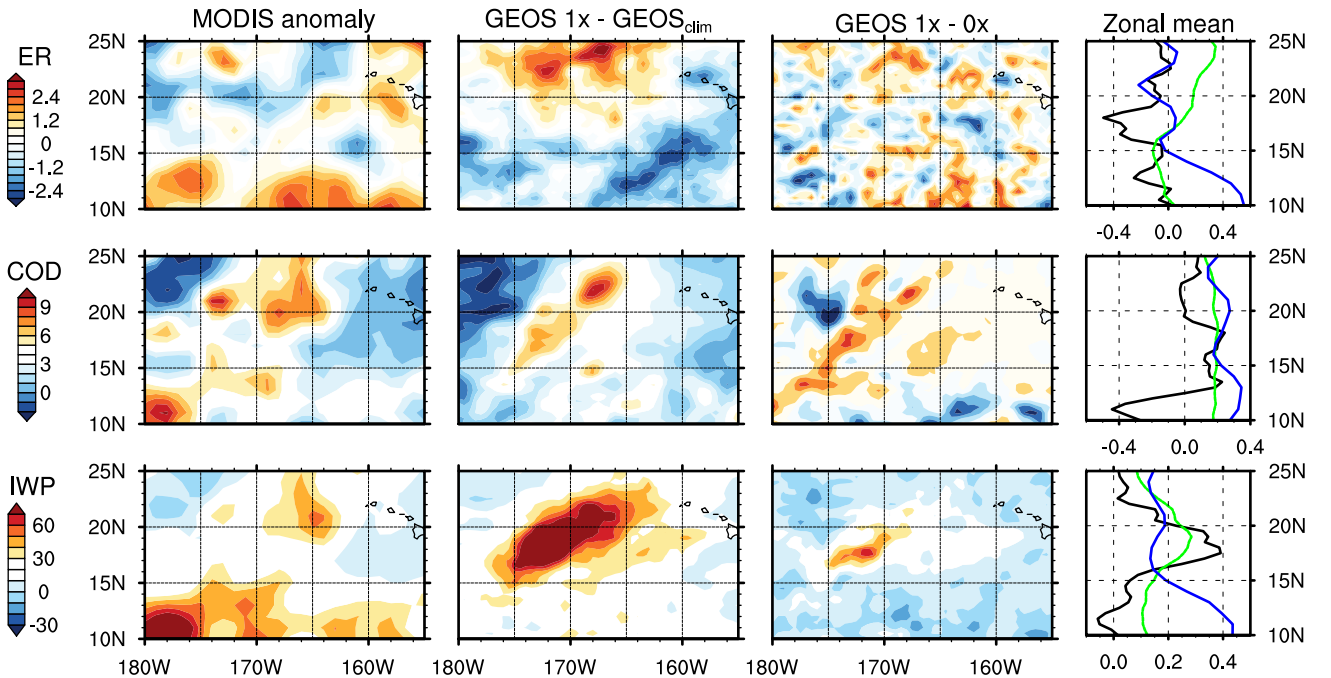 MODIS anomaly GEOS 1x - GEOSclim GEOS 1x - 0x Zonal mean
ER
2.4
1.2
0
-1.2
-2.4
25N
20N
15N
10N
25N
20N
15N
10N
-0.4 0.0 0.4
COD
9
6
3
0
25N
20N
15N
10N
25N
20N
15N
10N
-0.4 0.0 0.4
IWP
60
30
0
-30
25N
20N
15N
10N
25N
20N
15N
10N
180W 170W 160W 180W 170W 160W 180W 170W 160W 0.0 0.2 0.4